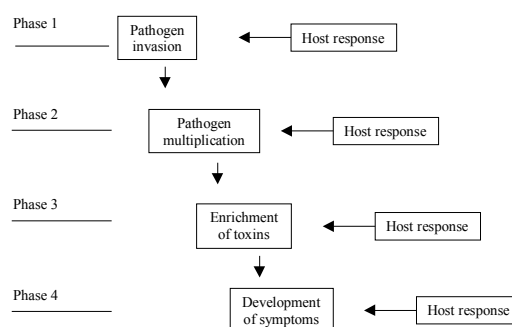 Phase 1
Pathogen
invasion
Host response
Phase 2
Pathogen
multiplication
Host response
Phase 3
Enrichment
of toxins
Host response
Phase 4
Development
of symptoms
Host response